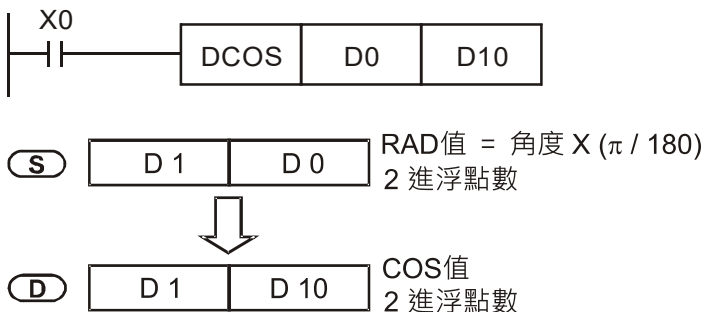 X0
DCOS D0 D10
S D 1 D 0 RAD值 = 角度 X (π / 180)
2 進浮點數
D D 1 D 10 COS值
2 進浮點數